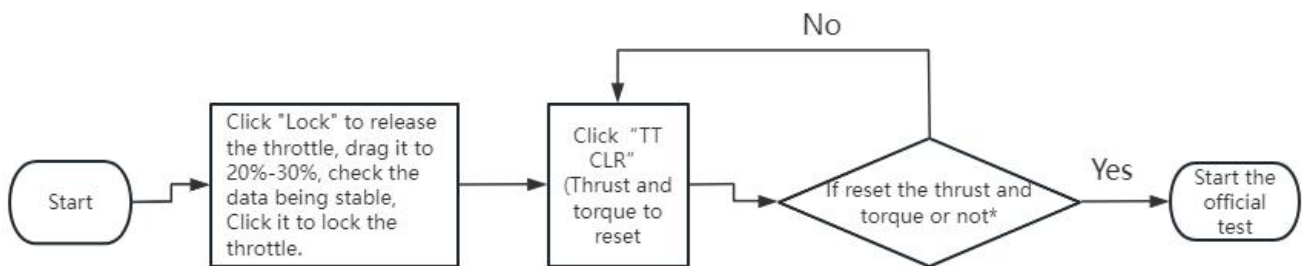 No
Click "Lock" to release
the throttle, drag it to
20%-30%, check the
data being stable,
Click it to lock the
throttle.
Start
Click “TT
CLR”
(Thrust and
torque to
reset
If reset the thrust and
torque or not*
Yes
Start the
official
test